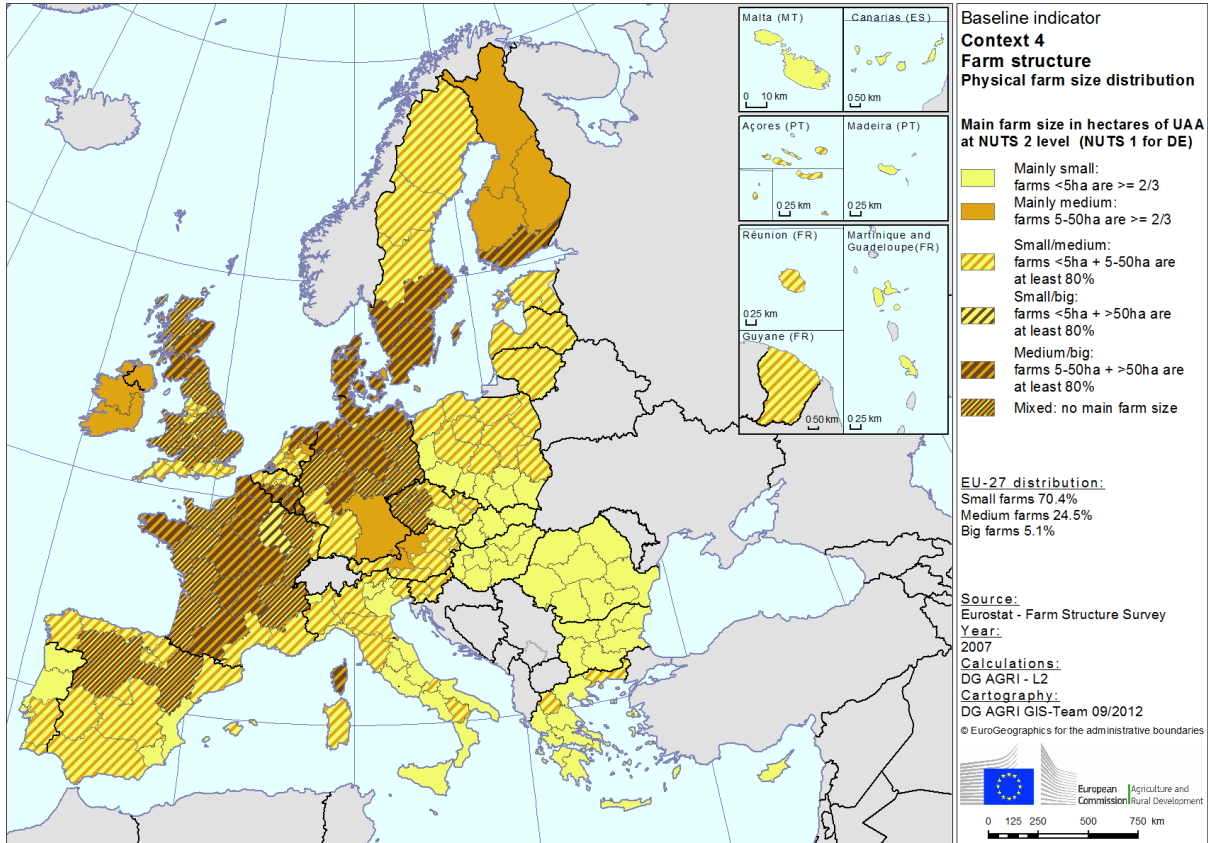 Malta (MT)
0 10 km
Canarias (ES)
0 50 km
Açores (PT)
0 25 km
Madeira (PT)
0 25 km
Réunion (FR)
0 25 km
Martinique and
Guadeloupe(FR)
0 25 km
Guyane (FR)
0 50 km
Baseline indicator
Context 4
Farm structure
Physical farm size distribution
Main farm size in hectares of UAA
at NUTS 2 level (NUTS 1 for DE)
Mainly small:
farms <5ha are >= 2/3
Mainly medium:
farms 5-50ha are >= 2/3
Small/medium:
farms <5ha + 5-50ha are
at least 80%
Small/big:
farms <5ha + >50ha are
at least 80%
Medium/big:
farms 5-50ha + >50ha are
at least 80%
Mixed: no main farm size
EU-27 distribution:
Small farms 70.4%
Medium farms 24.5%
Big farms 5.1%
Source:
Eurostat - Farm Structure Survey
Year:
2007
Calculations:
DG AGRI - L2
Cartography:
DG AGRI GIS-Team 09/2012
© EuroGeographics for the administrative boundaries
European
Commission
Agriculture and
Rural Development
0 125 250 500 750 km